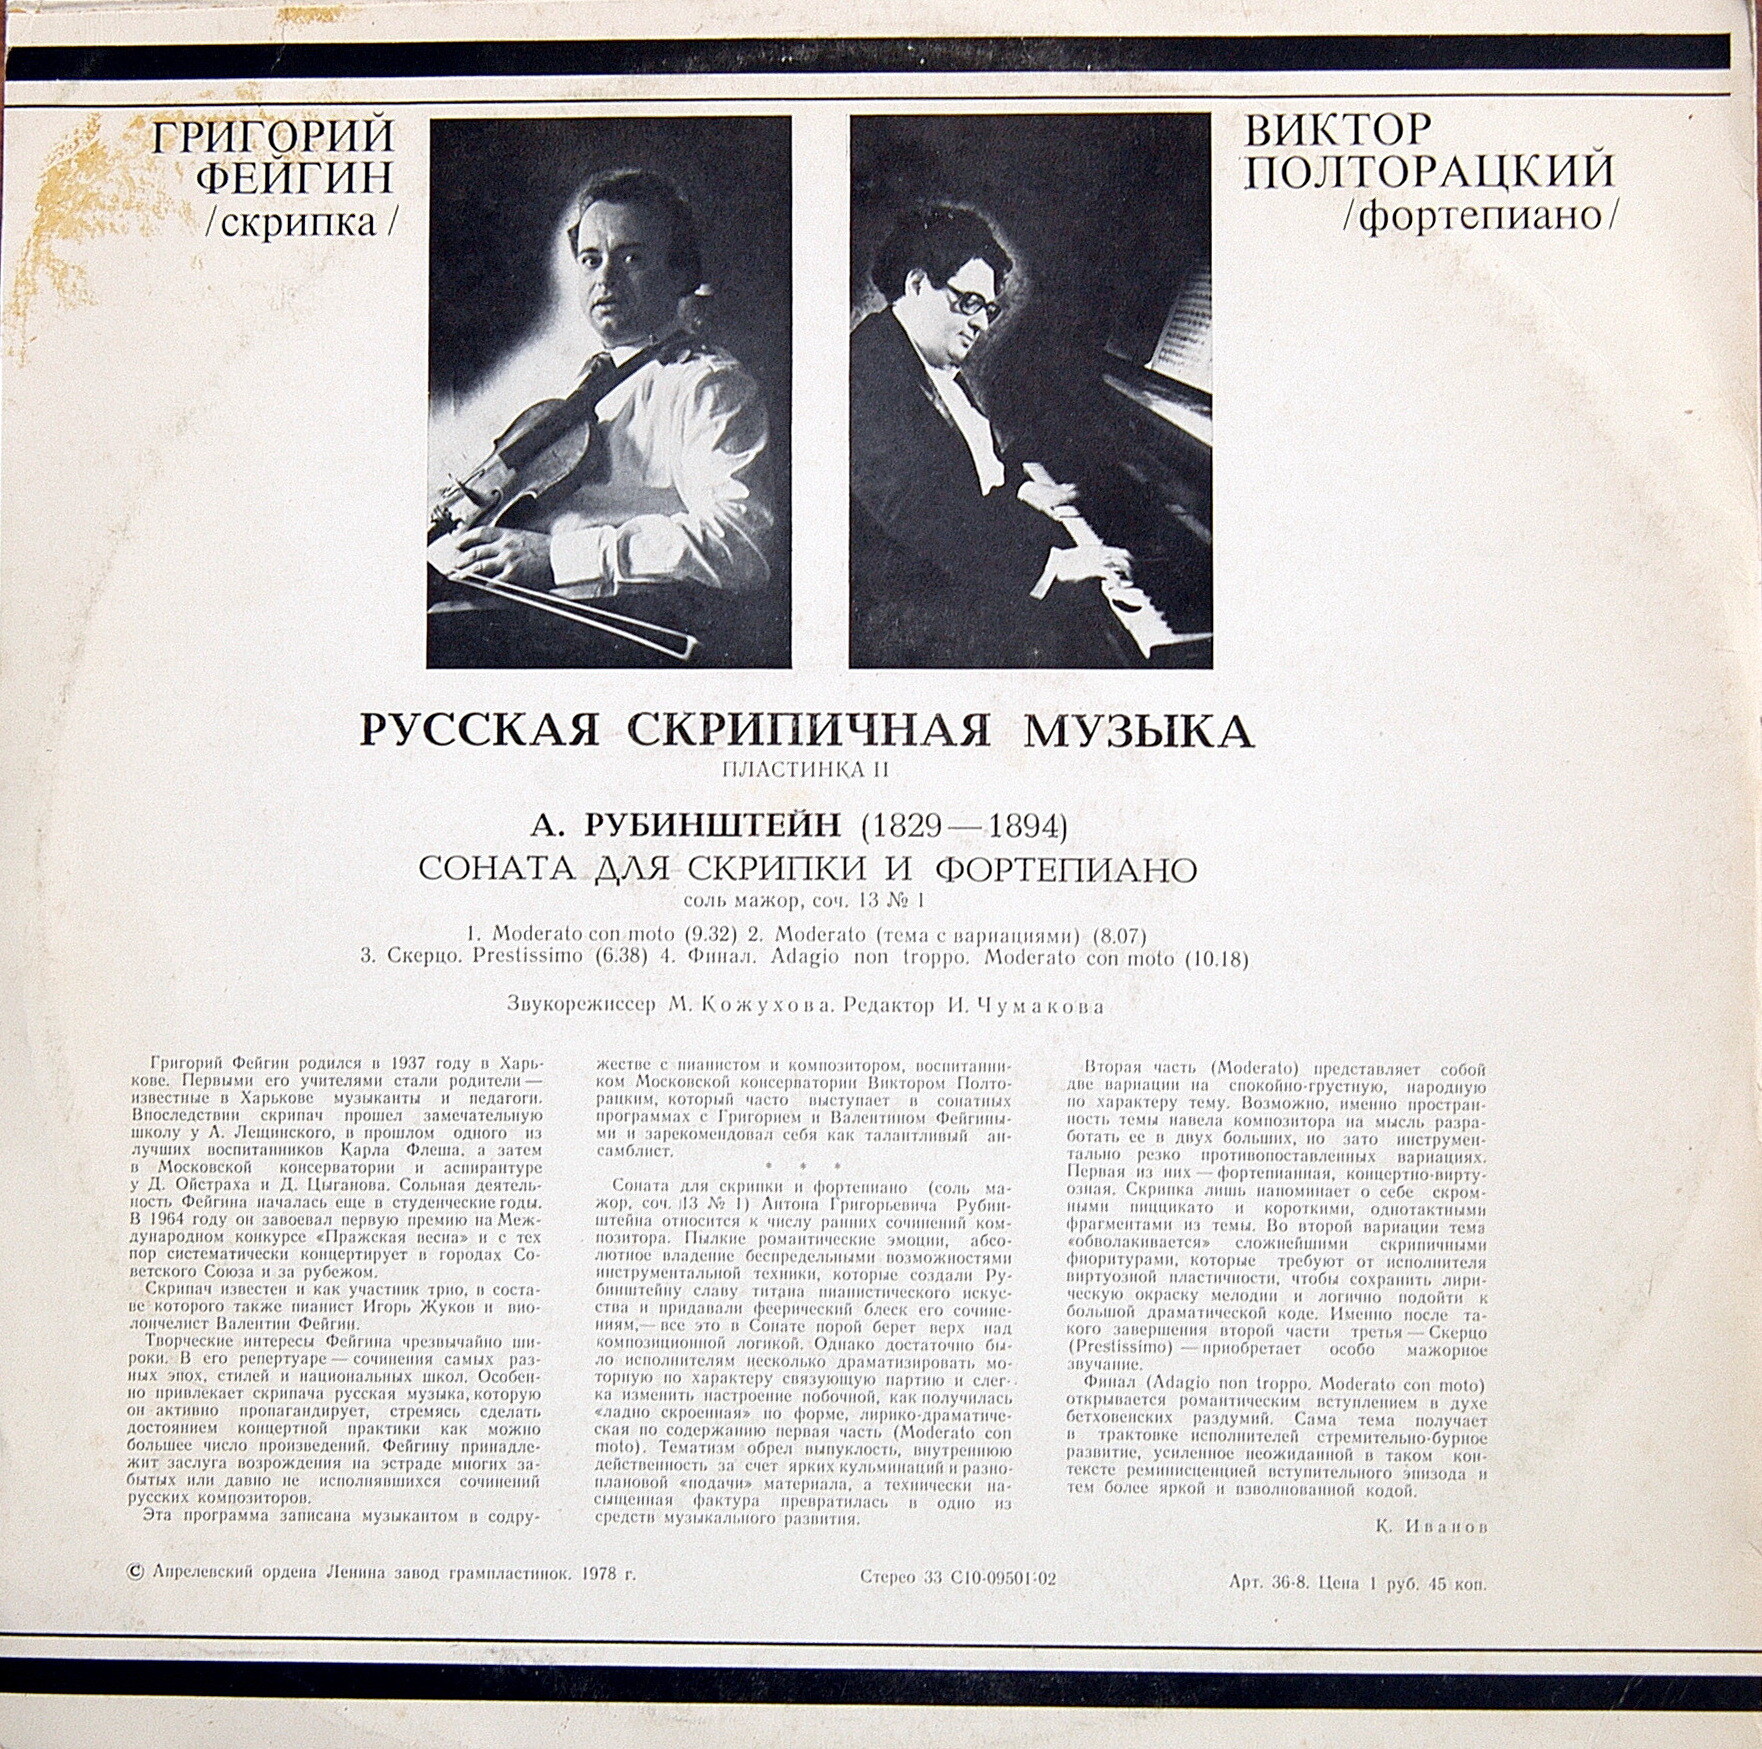 ГРИГОРИЙ
ФЕЙГИН
/скрипка /
ВИКТОР
ПОЛТОРАЦКИЙ
/фортепиано/
РУССКАЯ СКРИПИЧНАЯ МУЗЫКА
ПЛАСТИНКА II
А. РУБИНШТЕЙН (1829—1894)
СОНАТА ДЛЯ СКРИПКИ И ФОРТЕПИАНО
соль мажор, соч. 13 № 1
1. Moderato con moto (9.32) 2. Moderato (тема с вариациями) (8.07)
3. Скерцо. Prestissimo (6.38) 4. Финал. Adagio non troppo. Moderato con moto (10.18)
Звукорежиссер М. Кожухова. Редактор И. Чумакова
Григорий Фейгин родился в 1937 году в Харь-
кове. Первыми его учителями стали родители —
известные в Харькове музыканты и педагоги.
Впоследствии скрипач прошел замечательную
школу у А. Лещинского, в прошлом одного из
лучших воспитанников Карла Флеша, а затем
в Московской консерватории и аспирантуре
у Д. Ойстраха и Д. Цыганова. Сольная деятель-
ность Фейгина началась еще в студенческие годы.
В 1964 году он завоевал первую премию на Меж-
дународном конкурсе «Пражская весна» и с тех
пор систематически концертирует в городах Со-
ветского Союза и за рубежом.
Скрипач известен и как участник трио, в соста-
ве которого также пианист Игорь Жуков и вио-
лончелист Валентин Фейгин.
Творческие интересы Фейгина чрезвычайно ши-
роки. В его репертуаре — сочинения самых раз-
ных эпох, стилей и национальных школ. Особен-
но привлекает скрипача русская музыка, которую
он активно пропагандирует, стремясь сделать
достоянием концертной практики как можно
большее число произведений. Фейгину принадле-
жит заслуга возрождения на эстраде многих за-
бытых или давно не исполнявшихся сочинений
русских композиторов.
Эта программа записана музыкантом в содру-
жестве с пианистом и композитором, воспитанни-
ком Московской консерватории Виктором Полто-
рацким, который часто выступает в сонатных
программах с Григорием и Валентином Фейгины-
ми и зарекомендовал себя как талантливый ан-
самблист.
* * *
Соната для скрипки и фортепиано (соль ма-
жор, соч. 13 № 1) Антона Григорьевича Рубин-
штейна относится к числу ранних сочинений ком-
позитора. Пылкие романтические эмоции, абсо-
лютное владение беспредельными возможностями
инструментальной техники, которые создали Ру-
бинштейну славу титана пианистического искус-
ства и придавали феерический блеск его сочине-
ниям,— все это в Сонате порой берет верх над
композиционной логикой. Однако достаточно бы-
ло исполнителям несколько драматизировать мо-
торную по характеру связующую партию и слег-
ка изменить настроение побочной, как получилась
«ладно скроенная» по форме, лирико-драматиче-
ская по содержанию первая часть (Moderato con
moto). Тематизм обрел выпуклость, внутреннюю
действенность за счет ярких кульминаций и разно-
плановой «подачи» материала, а технически на-
сыщенная фактура превратилась в одно из
средств музыкального развития.
Вторая часть (Moderato) представляет собой
две вариации на спокойно-грустную, народную
по характеру тему. Возможно, именно простран-
ность темы навела композитора на мысль разра-
ботать ее в двух больших, но зато инструмен-
тально резко противопоставленных вариациях.
Первая из них — фортепианная, концертно-вирту-
озная. Скрипка лишь напоминает о себе скром-
ными пиццикато и короткими, однотактными
фрагментами из темы. Во второй вариации тема
«обволакивается» сложнейшими скрипичными
фиоритурами, которые требуют от исполнителя
виртуозной пластичности, чтобы сохранить лири-
ческую окраску мелодии и логично подойти к
большой драматической коде. Именно после та-
кого завершения второй части третья — Скерцо
(Prestissimo) — приобретает особо мажорное
звучание.
Финал (Adagio non troppo. Moderato con moto)
открывается романтическим вступлением в духе
бетховенских раздумий. Сама тема получает
в трактовке исполнителей стремительно-бурное
развитие, усиленное неожиданной в таком кон-
тексте реминисценцией вступительного эпизода и
тем более яркой и взволнованной кодой.
К. Иванов
© Апрелевский ордена Ленина завод грампластинок. 1978 г.
Стерео 33 С10-09501-02
Арт. 36-8. Цена 1 руб. 45 коп.